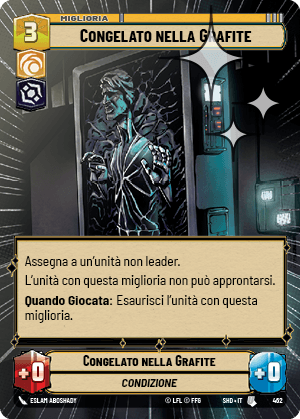 MIGLIORIA
3
CONGELATO NELLA GRAFITE
Assegna a un'unità non leader.
L'unità con questa miglioria non può approntarsi.
Quando Giocata: Esaurisci l'unità con questa
miglioria.
+0
CONGELATO NELLA GRAFITE
+0
CONDIZIONE
ESLAM ABOSHADY
© LFL © FFG
SHD • IT
462